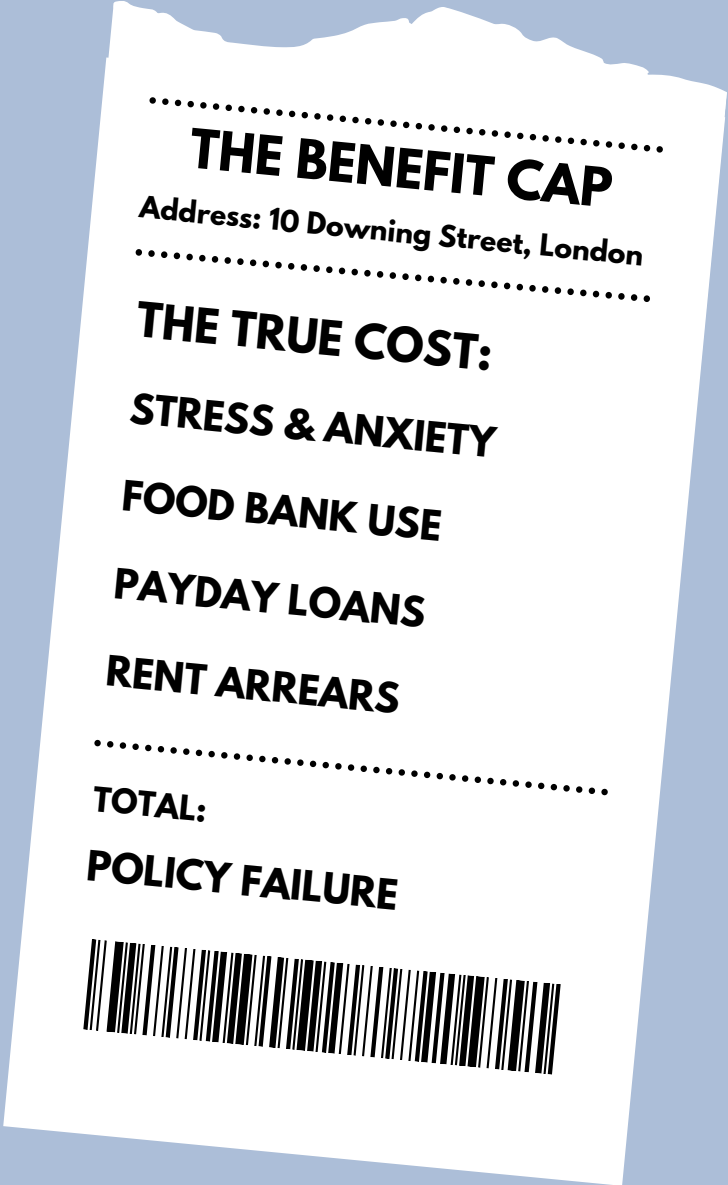 THE BENEFIT CAP
Address: 10 Downing Street, London
THE TRUE COST:
STRESS & ANXIETY
FOOD BANK USE
PAYDAY LOANS
RENT ARREARS
TOTAL:
POLICY FAILURE